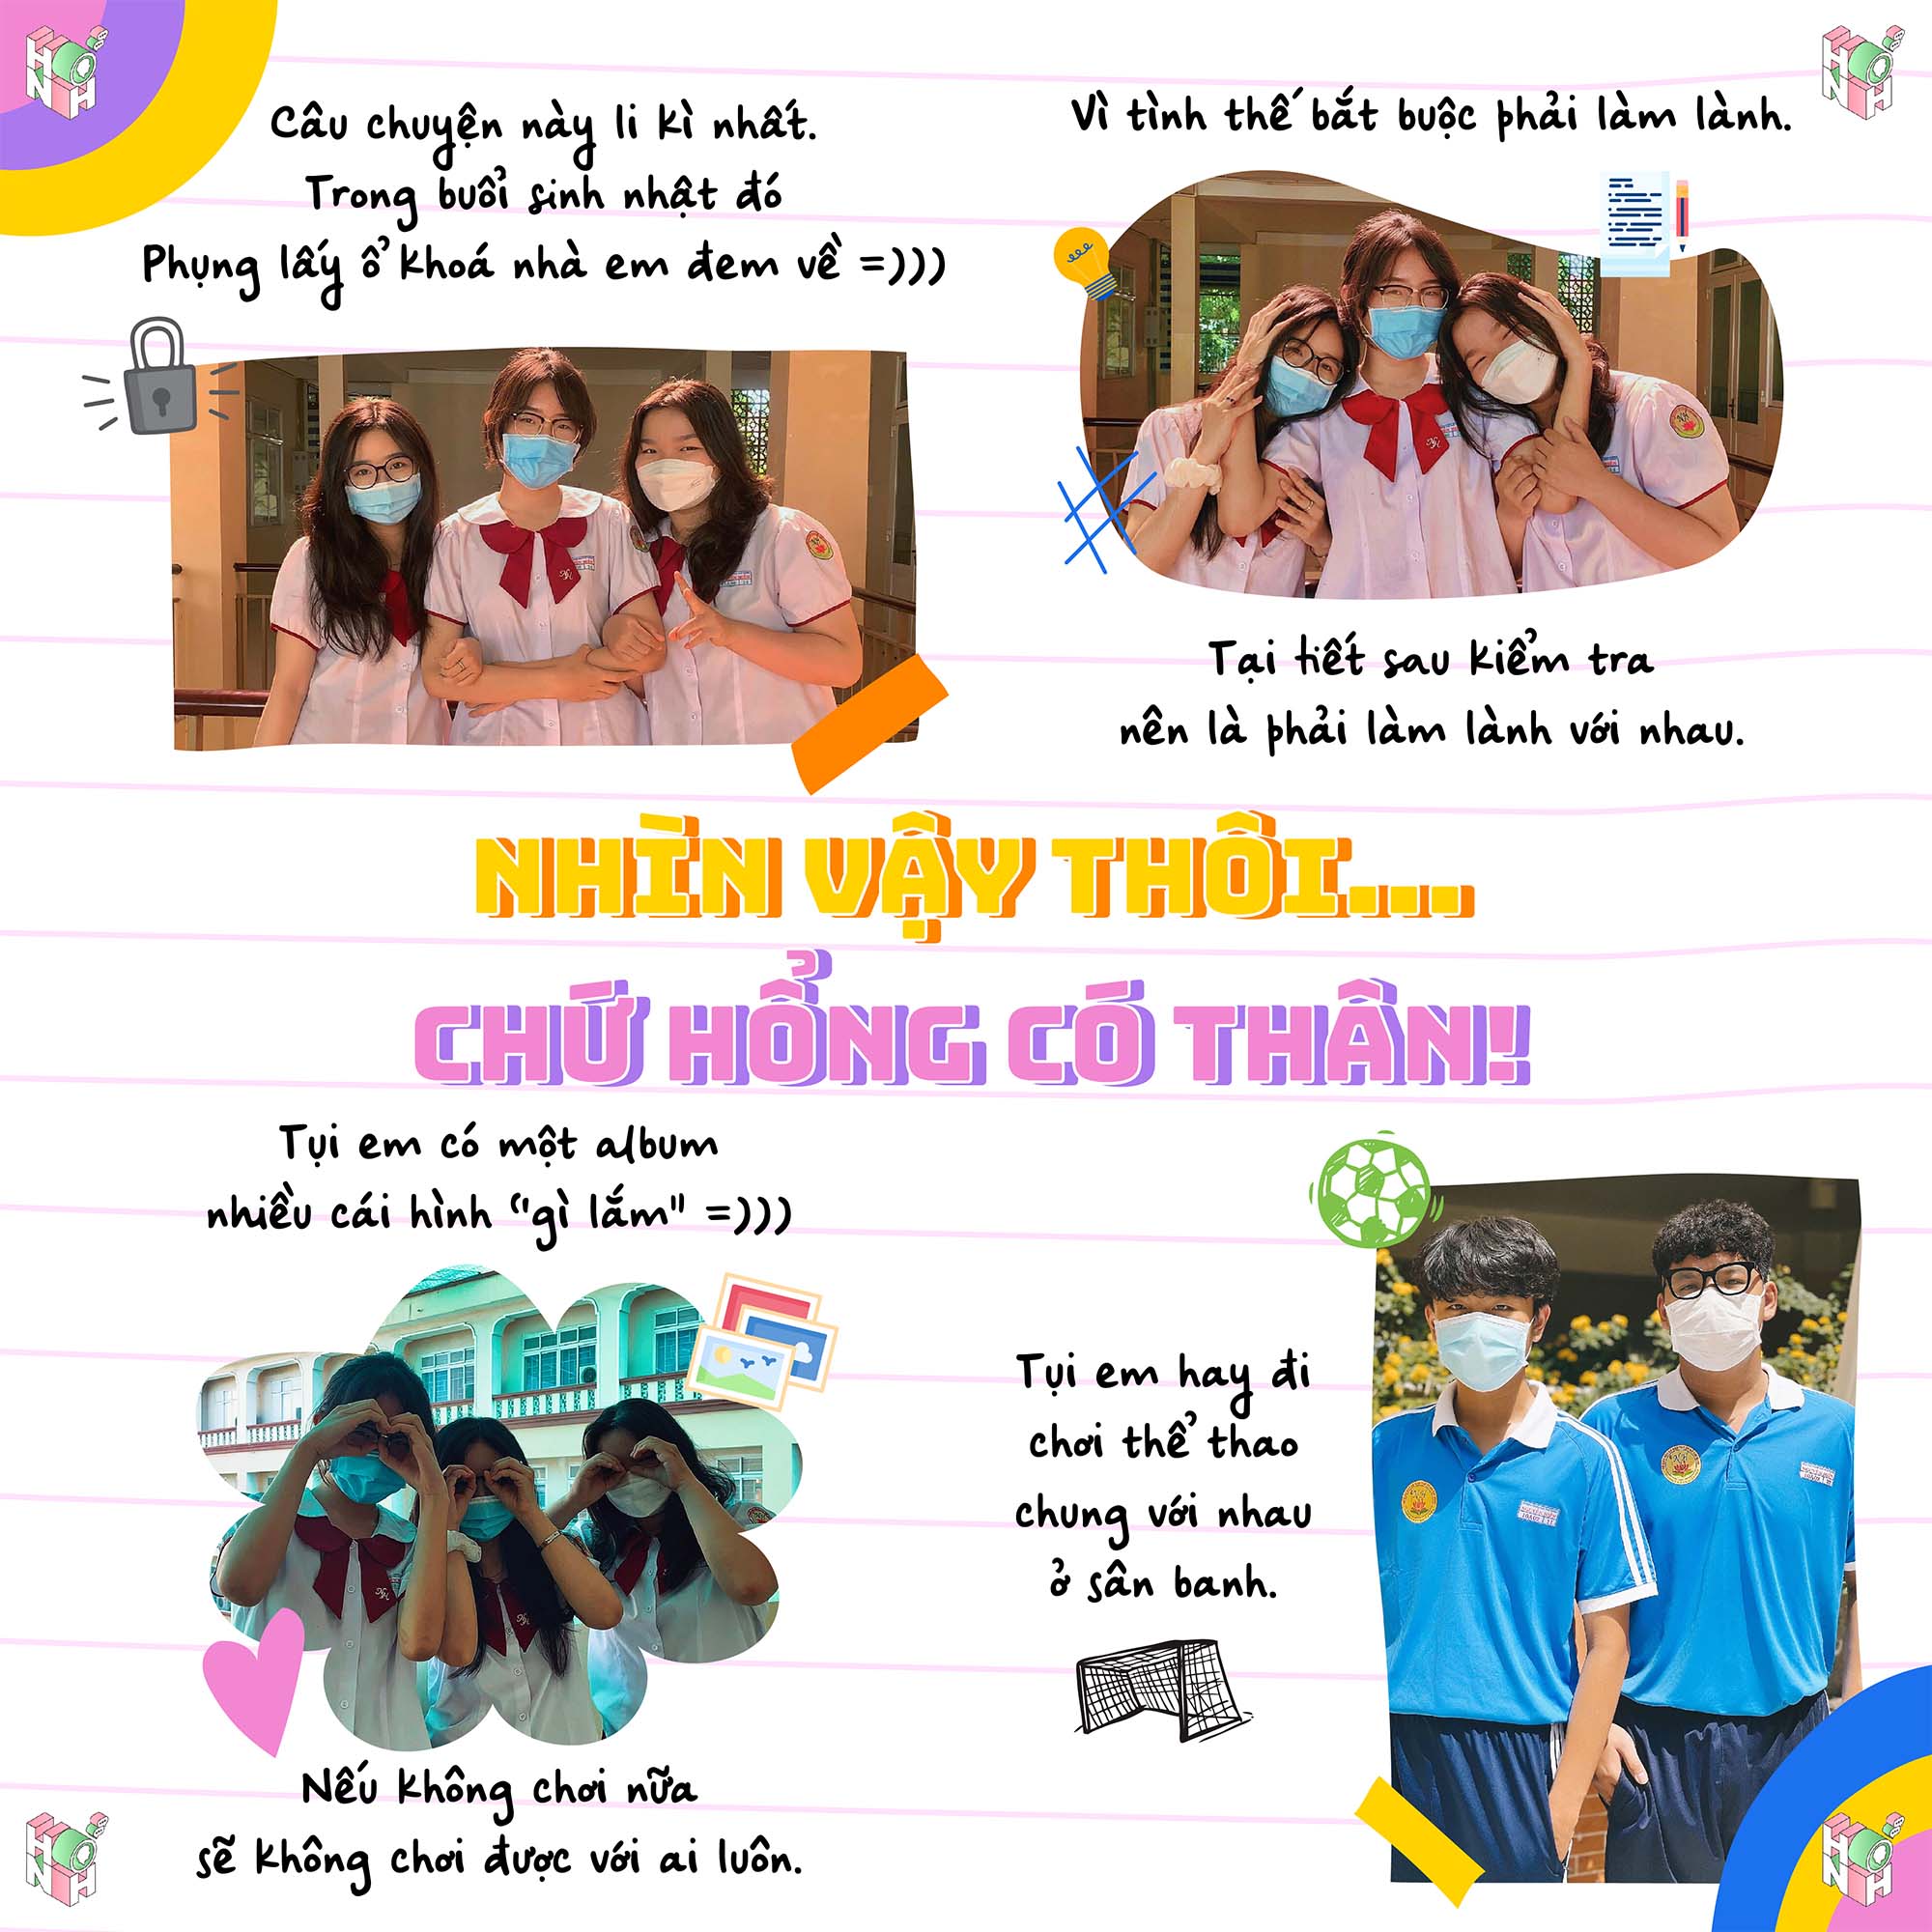 Câu chuyện này li kì nhất.
Trong buổi sinh nhật đó
Phụng lấy ổ khoá nhà em đem về =)))
Vì tình thế bắt buộc phải làm lành.
Tại tiết sau kiểm tra
nên là phải làm lành với nhau.
NHÌN VẬY THÔI...
CHỨ HỔNG CÓ THÂN!
Tụi em có một album
nhiều cái hình "gì lắm" =)))
Nếu không chơi nữa
sẽ không chơi được với ai luôn.
Tụi em hay đi
chơi thể thao
chung với nhau
ở sân banh.